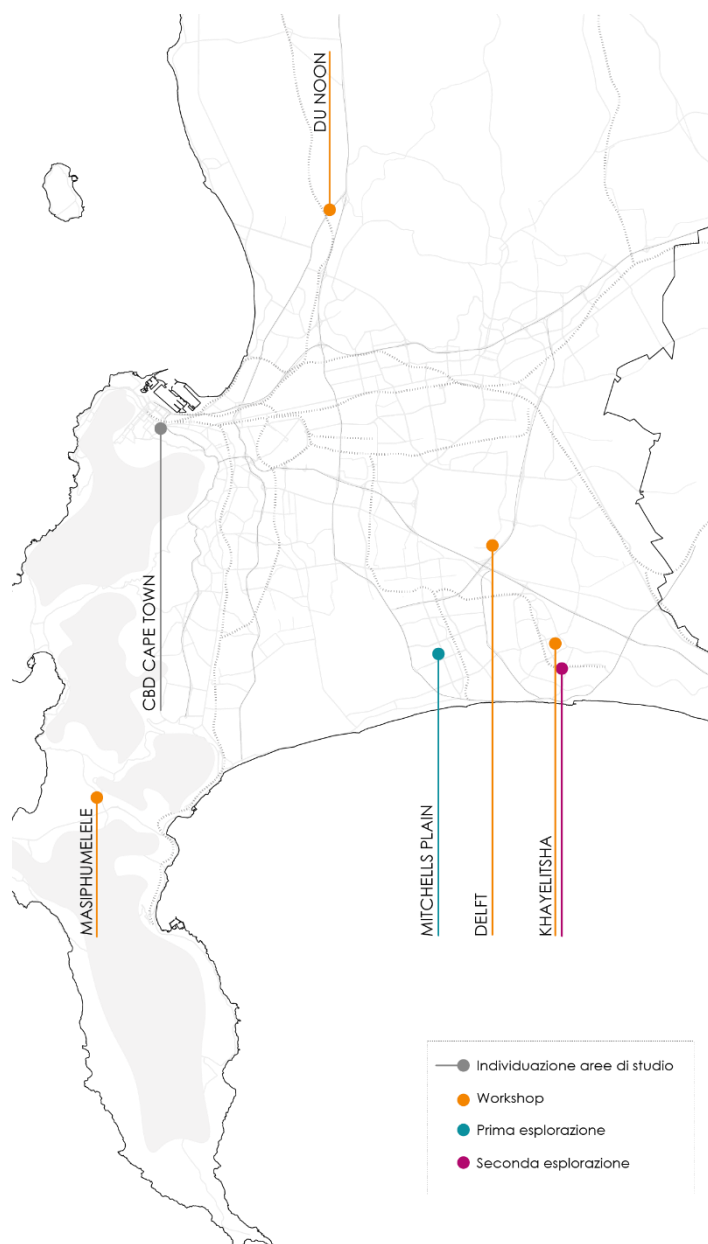 DU NOON
CBD CAPE TOWN
MASIPHUMELELE
MITCHELLS PLAIN
DELFT
KHAYELITSHA
Individuazione aree di studio
Workshop
Prima esplorazione
Seconda esplorazione